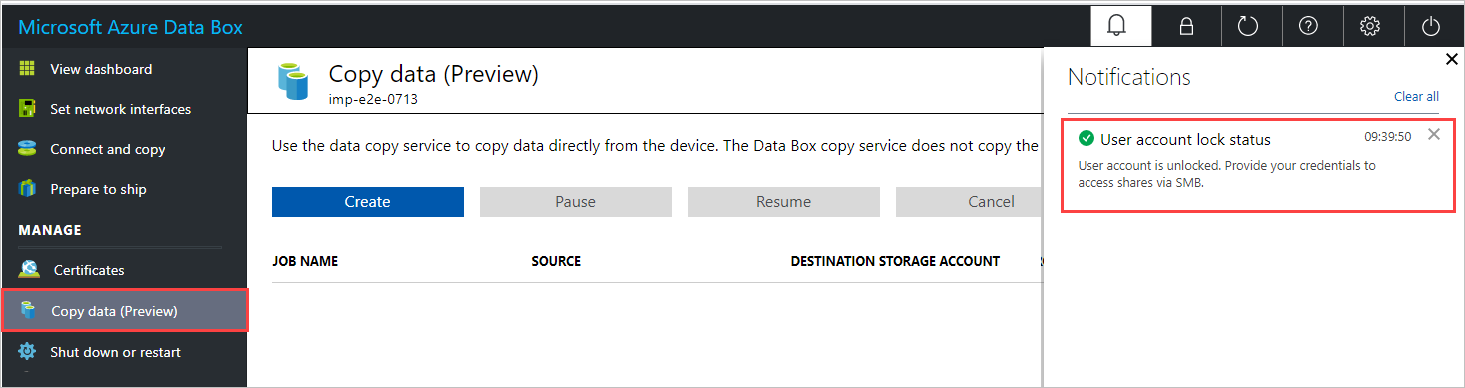 Microsoft Azure Data Box
View dashboard
Set network interfaces
Connect and copy
Prepare to ship
MANAGE
Certificates
Copy data (Preview)
Shut down or restart
Copy data (Preview)
imp-e2e-0713
Use the data copy service to copy data directly from the device. The Data Box copy service does not copy the
Create
Pause
Resume
Cancel
JOB NAME
SOURCE
DESTINATION STORAGE ACCOUNT
Notifications
Clear all
User account lock status
09:39:50
User account is unlocked. Provide your credentials to
access shares via SMB.